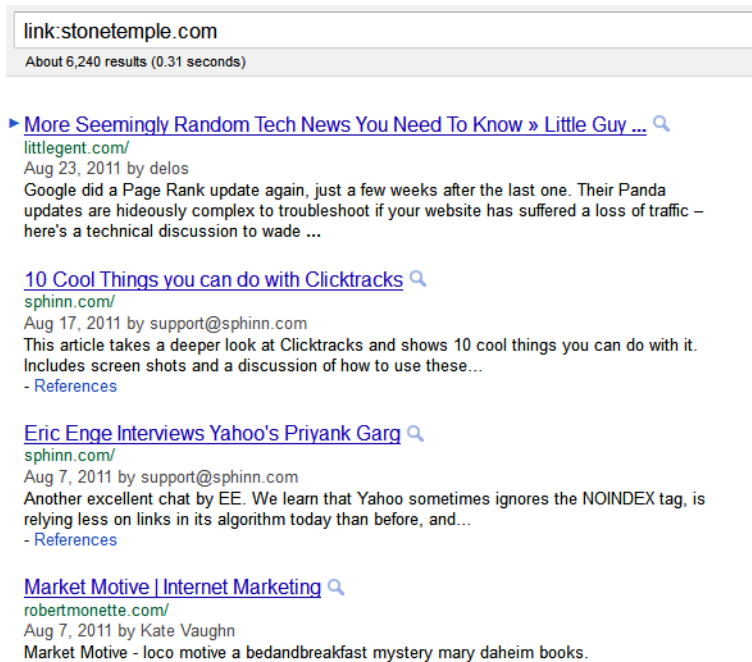 link:stonetemple.com
About 6,240 results (0.31 seconds)
More Seemingly Random Tech News You Need To Know » Little Guy ...
littlegent.com/
Aug 23, 2011 by delos
Google did a Page Rank update again, just a few weeks after the last one. Their Panda
updates are hideously complex to troubleshoot if your website has suffered a loss of traffic –
here's a technical discussion to wade ...
10 Cool Things you can do with Clicktracks
sphinn.com/
Aug 17, 2011 by support@sphinn.com
This article takes a deeper look at Clicktracks and shows 10 cool things you can do with it.
Includes screen shots and a discussion of how to use these...
- References
Eric Enge Interviews Yahoo's Priyank Garg
sphinn.com/
Aug 7, 2011 by support@sphinn.com
Another excellent chat by EE. We learn that Yahoo sometimes ignores the NOINDEX tag, is
relying less on links in its algorithm today than before, and...
- References
Market Motive | Internet Marketing
robertmonette.com/
Aug 7, 2011 by Kate Vaughn
Market Motive - loco motive a bedandbreakfast mystery mary daheim books.